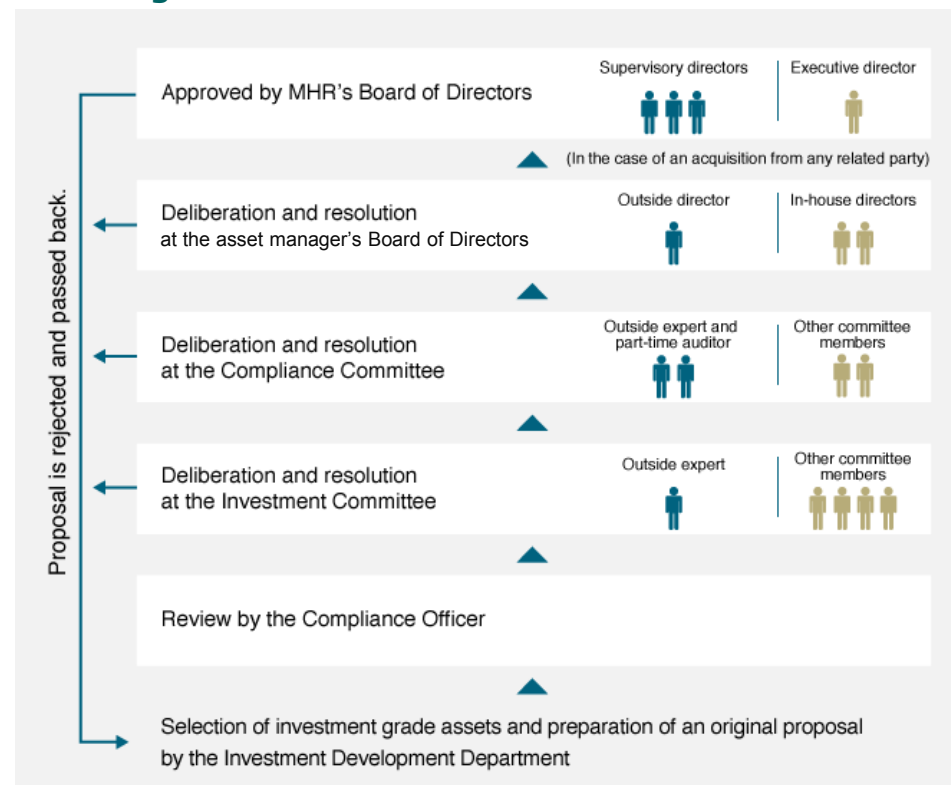 Approved by MHR's Board of Directors
Supervisory directors
Executive director
(In the case of an acquisition from any related party)
Deliberation and resolution
at the asset manager's Board of Directors
Outside director
In-house directors
Deliberation and resolution
at the Compliance Committee
Outside expert and
part-time auditor
Other committee
members
Deliberation and resolution
at the Investment Committee
Outside expert
Other committee
members
Review by the Compliance Officer
Selection of investment grade assets and preparation of an original proposal
by the Investment Development Department
Proposal is rejected and passed back.